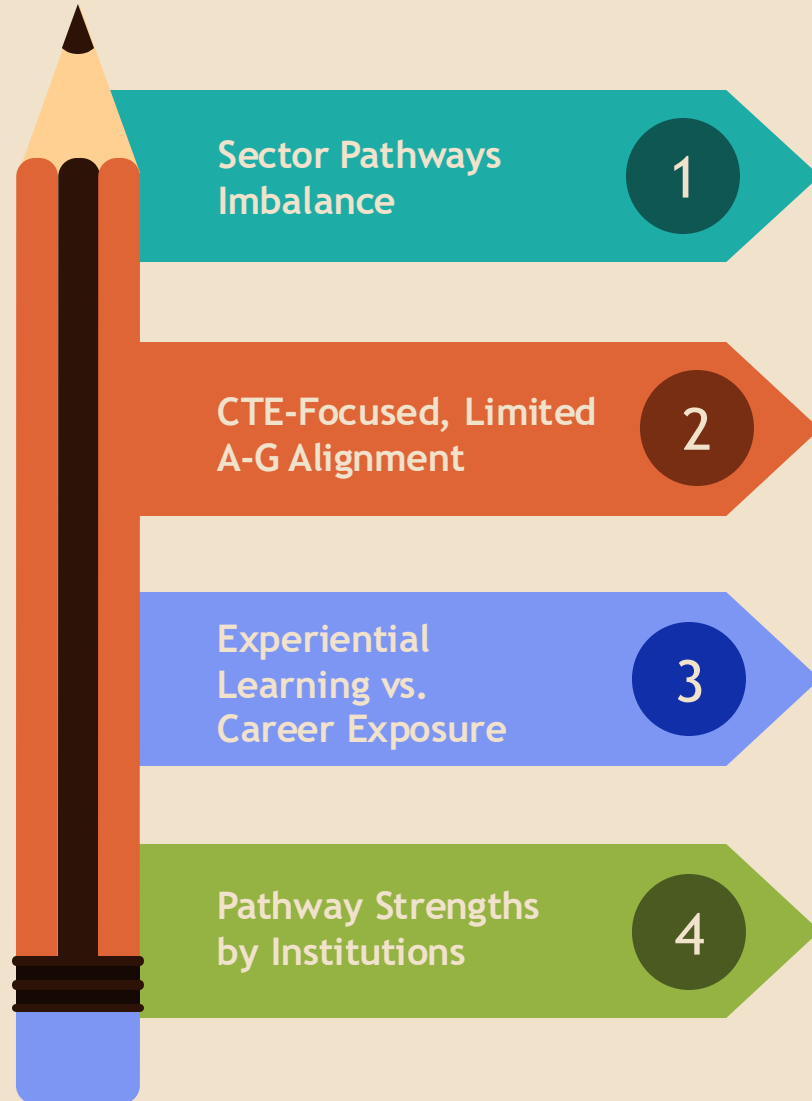 Sector Pathways
Imbalance
1
CTE-Focused, Limited
A-G Alignment
2
Experiential
Learning vs.
Career Exposure
3
Pathway Strengths
by Institutions
4